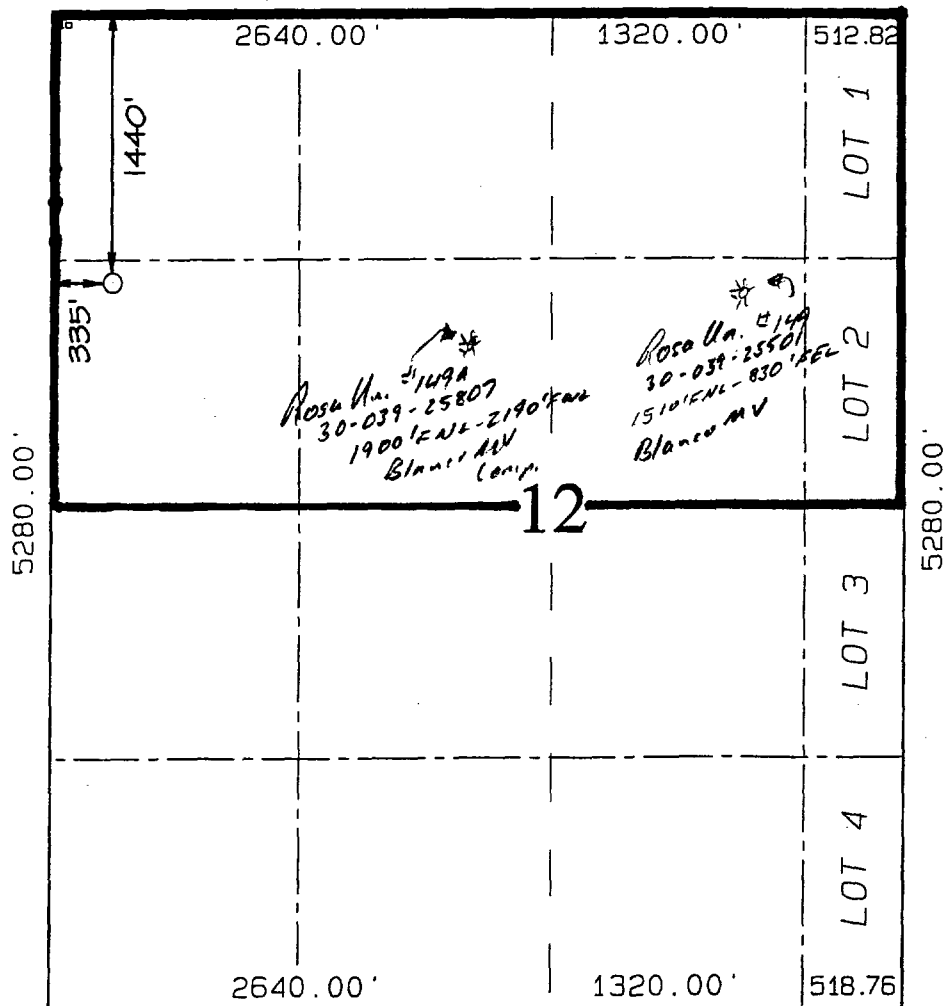 2640.00' 1320.00' 512.82
1440'
LOT 1
335'
Rosa Un. #149A
30-039-25807
1900'FNL-2190'FWL
Blanco MV
Comp.
Rosa Un. #149
30-039-25501
1510'FNL-830'FEL
Blanco MV
LOT 2
5280.00'
12
5280.00'
LOT 3
LOT 4
2640.00' 1320.00' 518.76